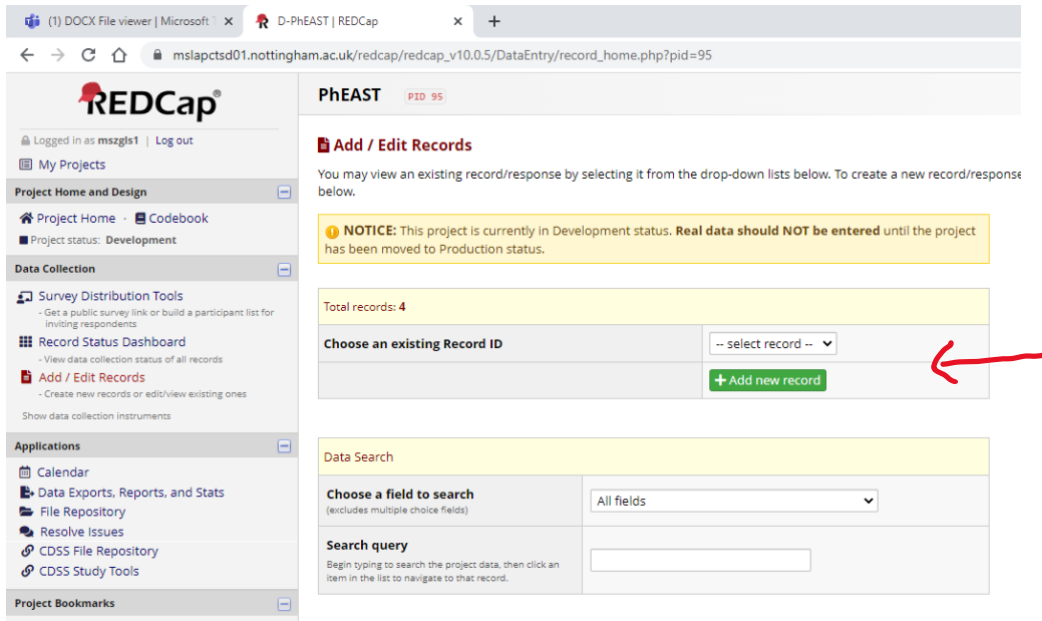 (1) DOCX File viewer | Microsoft T
D-PhEAST | REDCap
mslapctsd01.nottingham.ac.uk/redcap/redcap_v10.0.5/DataEntry/record_home.php?pid=95
REDCap®
Logged in as mszgls1 | Log out
My Projects
Project Home and Design
Project Home · Codebook
Project status: Development
Data Collection
Survey Distribution Tools
- Get a public survey link or build a participant list for
inviting respondents
Record Status Dashboard
- View data collection status of all records
Add / Edit Records
- Create new records or edit/view existing ones
Show data collection instruments
Applications
Calendar
Data Exports, Reports, and Stats
File Repository
Resolve Issues
CDSS File Repository
CDSS Study Tools
Project Bookmarks
PhEAST PID 95
Add / Edit Records
You may view an existing record/response by selecting it from the drop-down lists below. To create a new record/response
below.
NOTICE: This project is currently in Development status. Real data should NOT be entered until the project
has been moved to Production status.
Total records: 4
Choose an existing Record ID
-- select record --
Add new record
Data Search
Choose a field to search
(excludes multiple choice fields)
All fields
Search query
Begin typing to search the project data, then click an
item in the list to navigate to that record.